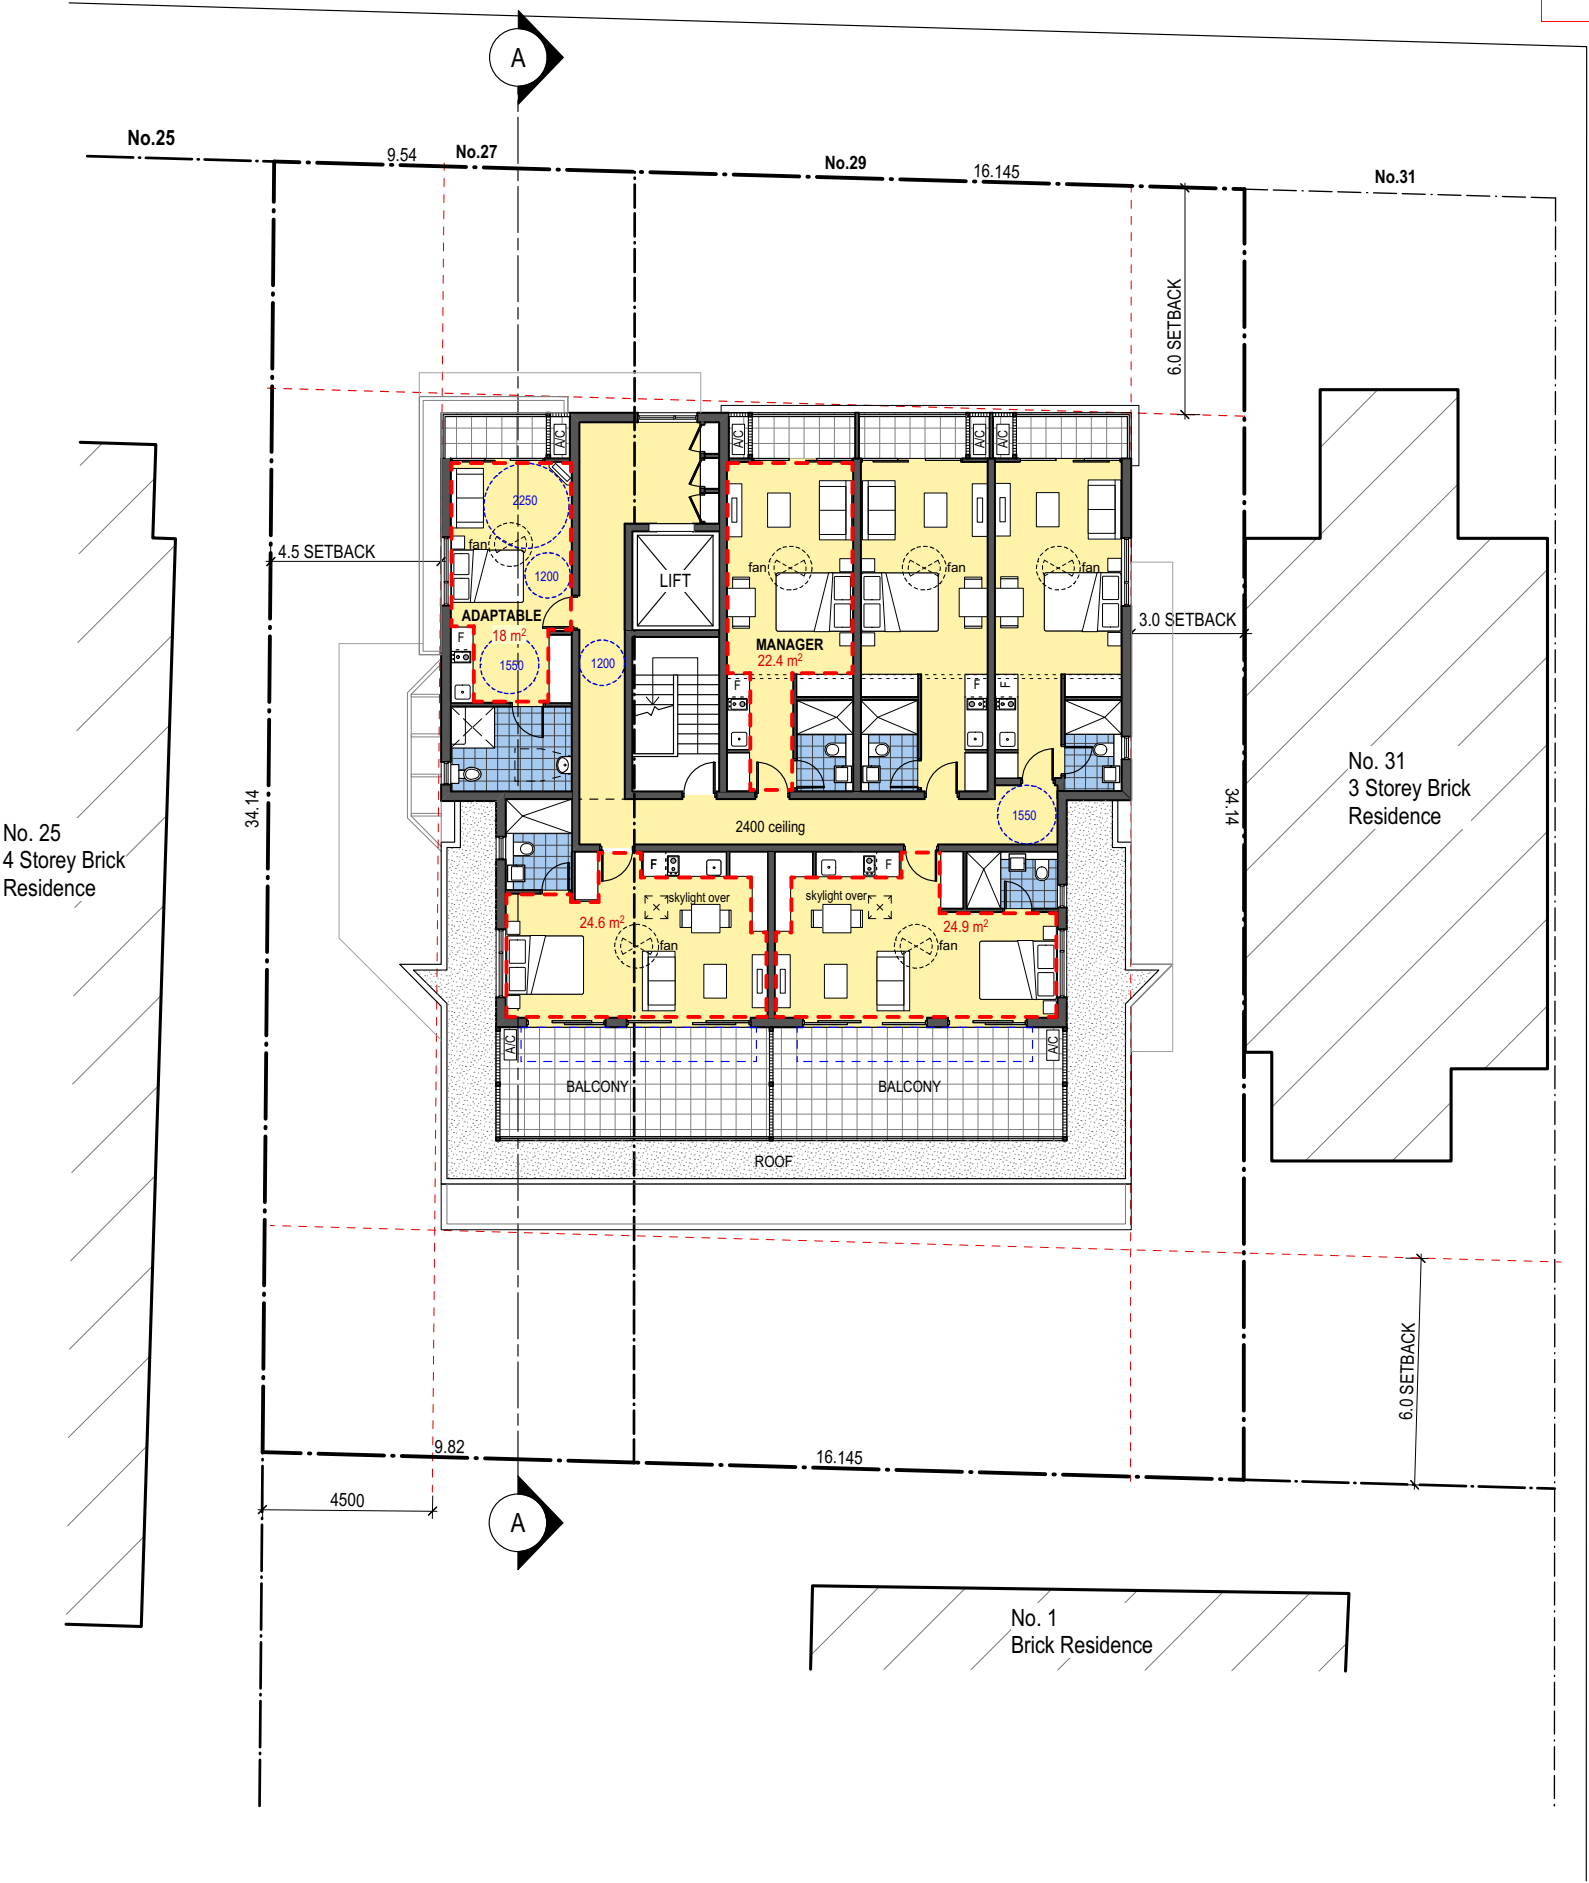 A
No.25
9.54
No.27
No.29
16.145
No.31
6.0 SETBACK
A/C
A/C
A/C
A/C
2250
4.5 SETBACK
fan
1200
LIFT
fan
fan
fan
ADAPTABLE
18 m²
F
1550
1200
MANAGER
22.4 m²
3.0 SETBACK
F
F
F
No. 31
3 Storey Brick
Residence
34.14
34.14
2400 ceiling
1550
No. 25
4 Storey Brick
Residence
F
F
skylight over
skylight over
24.6 m²
24.9 m²
fan
fan
A/C
A/C
BALCONY
BALCONY
ROOF
6.0 SETBACK
9.82
16.145
4500
A
No. 1
Brick Residence